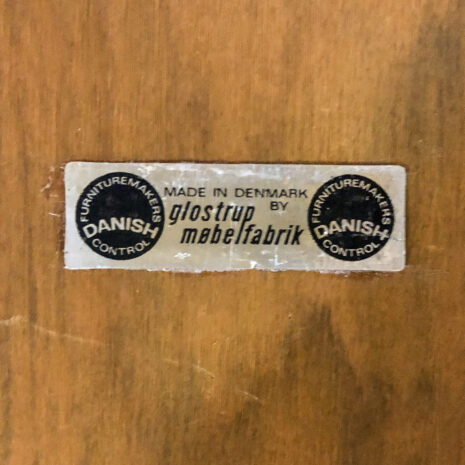 FURNITUREMAKERS
DANISH
CONTROL
MADE IN DENMARK
BY
glostrup
møbelfabrik
FURNITUREMAKERS
DANISH
CONTROL